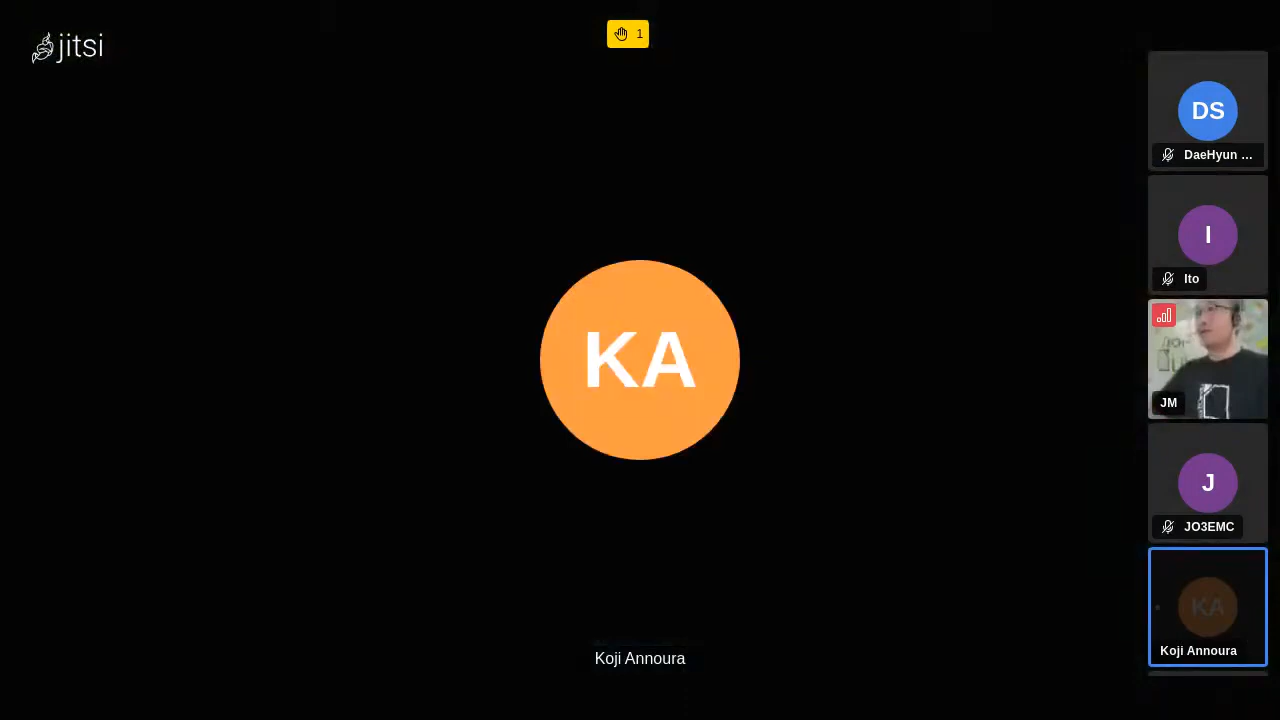 jitsi
1
DS
DaeHyun ...
I
Ito
JM
J
JO3EMC
KA
KA
Koji Annoura
Koji Annoura